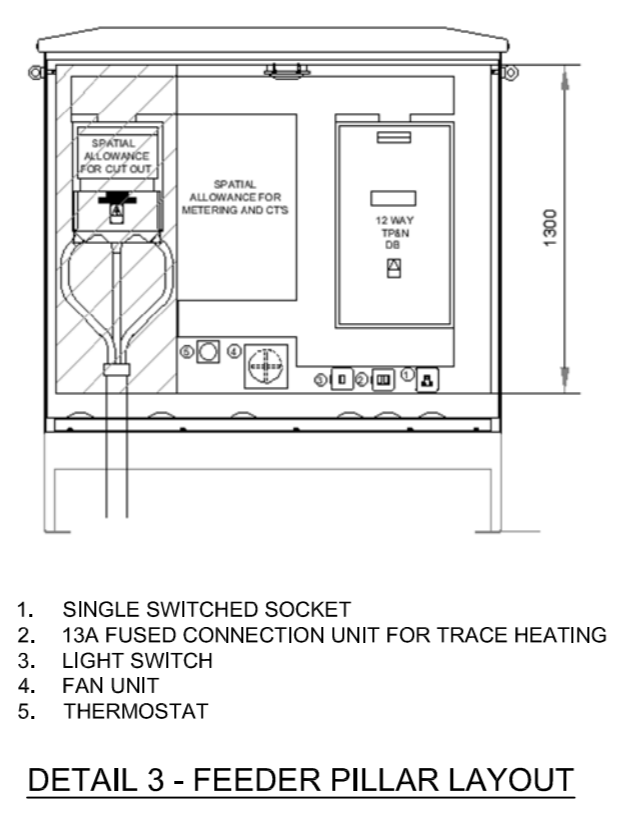 SPATIAL
ALLOWANCE
FOR CUT OUT
SPATIAL
ALLOWANCE FOR
METERING AND CT'S
12 WAY
TP&N
DB
1300
5
4
3
2
1
1. SINGLE SWITCHED SOCKET
2. 13A FUSED CONNECTION UNIT FOR TRACE HEATING
3. LIGHT SWITCH
4. FAN UNIT
5. THERMOSTAT
DETAIL 3 - FEEDER PILLAR LAYOUT